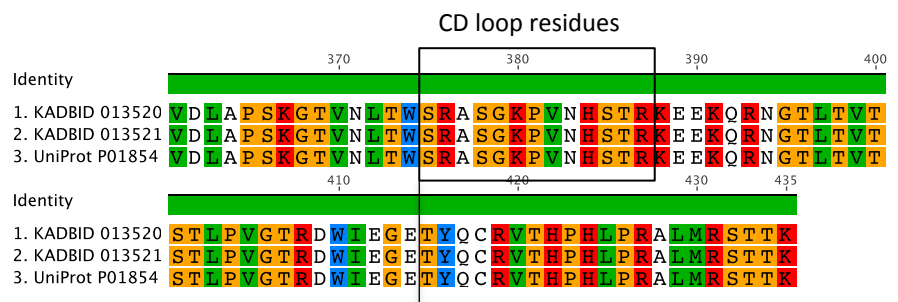 CD loop residues
370 380 390 400
Identity
1. KADBID 013520 VDLAPSKGTVNLTWSRASGKPVNHSTRKEEKQRNGTLTVT
2. KADBID 013521 VDLAPSKGTVNLTWSRASGKPVNHSTRKEEKQRNGTLTVT
3. UniProt P01854 VDLAPSKGTVNLTWSRASGKPVNHSTRKEEKQRNGTLTVT
410 420 430 435
Identity
1. KADBID 013520 STLPVGTRDWIEGETYQCRVTHPHLPRALMRSTTK
2. KADBID 013521 STLPVGTRDWIEGETYQCRVTHPHLPRALMRSTTK
3. UniProt P01854 STLPVGTRDWIEGETYQCRVTHPHLPRALMRSTTK